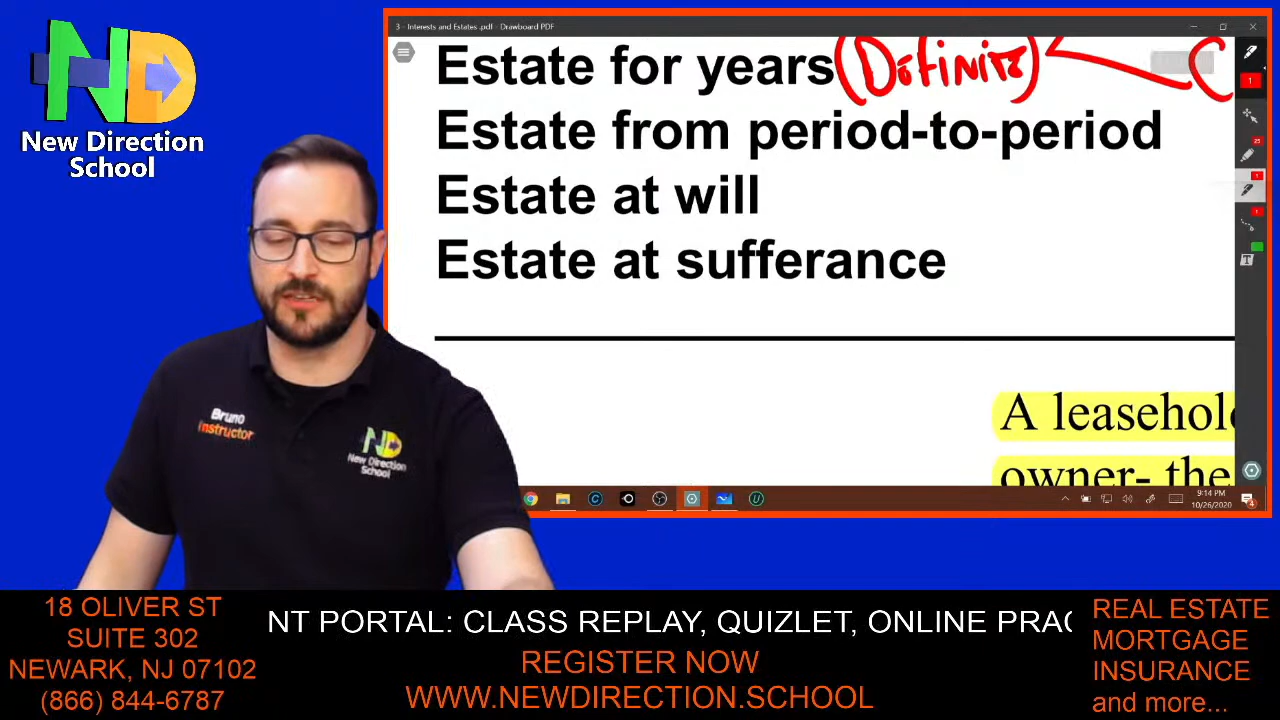 ND
New Direction
School
3 - Interests and Estates .pdf - Drawboard PDF
Estate for years (Definite)
Estate from period-to-period
Estate at will
Estate at sufferance
A leasehol
owner- the
Bruno
Instructor
ND
New Direction
School
9:14 PM
10/26/2020
18 OLIVER ST
SUITE 302
NEWARK, NJ 07102
(866) 844-6787
NT PORTAL: CLASS REPLAY, QUIZLET, ONLINE PRAC
REGISTER NOW
WWW.NEWDIRECTION.SCHOOL
REAL ESTATE
MORTGAGE
INSURANCE
and more...